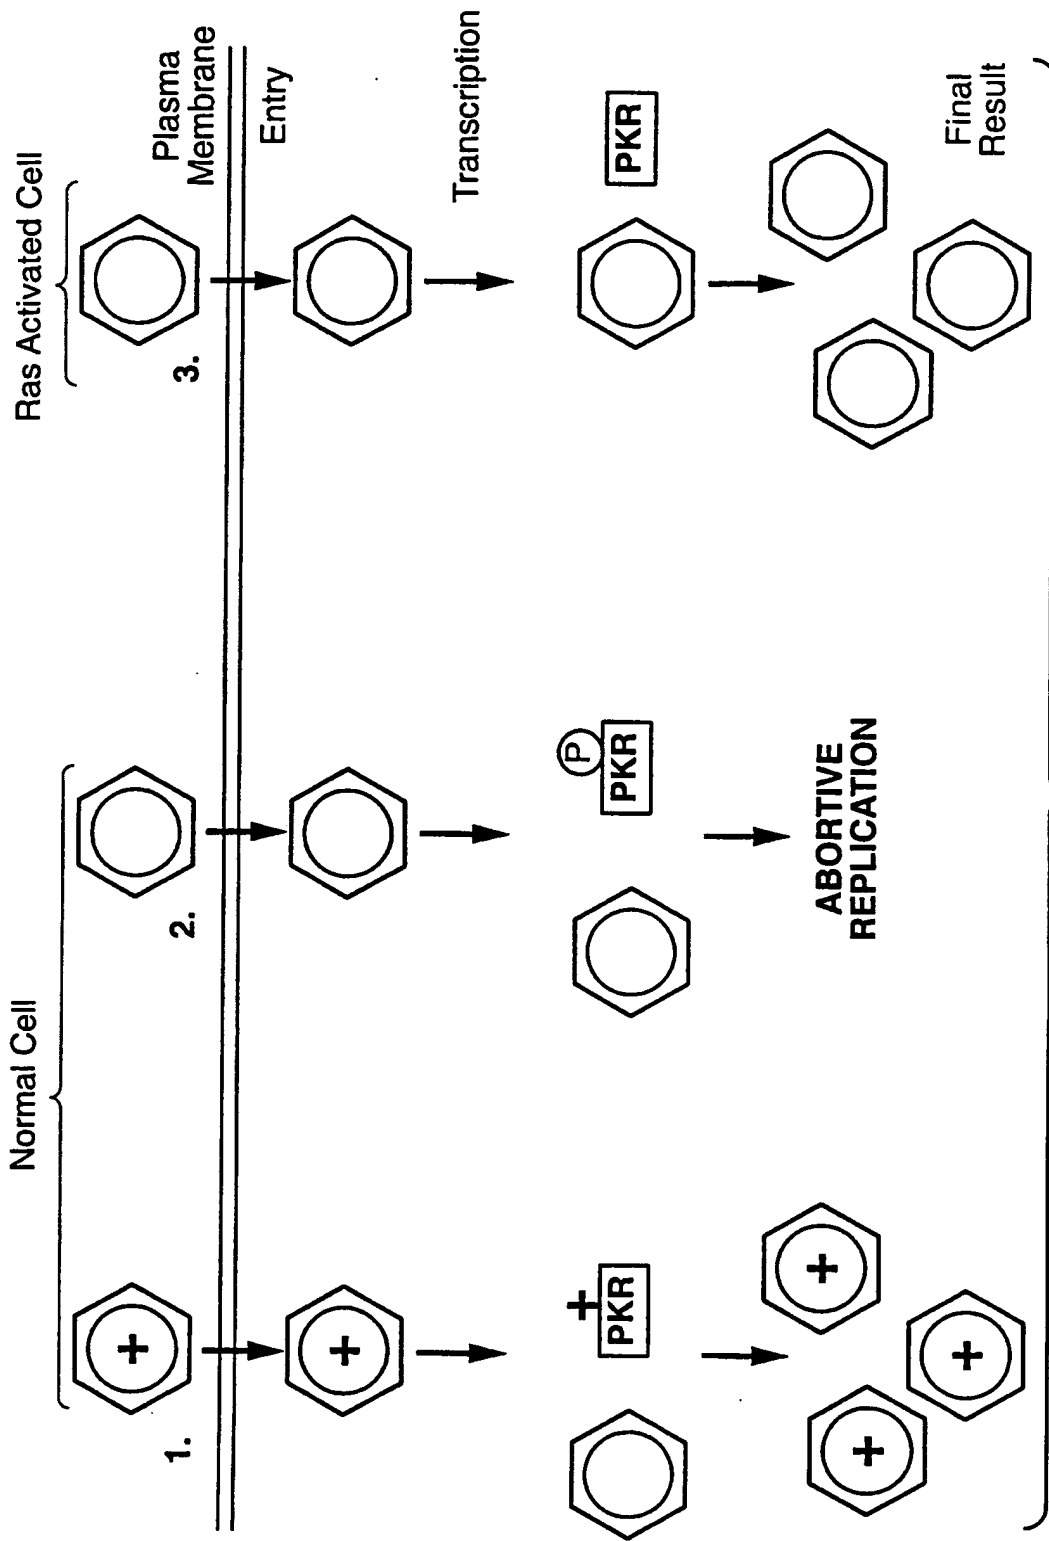 Normal Cell
Ras Activated Cell
1.
2.
3.
Plasma
Membrane
+
Entry
+
Transcription
+
PKR
P
PKR
PKR
+
+
+
ABORTIVE
REPLICATION
Final
Result